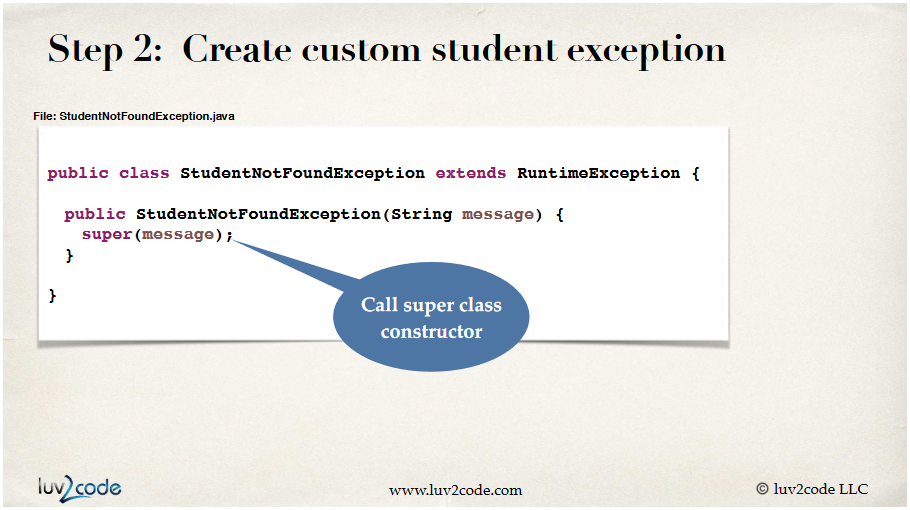 Step 2: Create custom student exception
File: StudentNotFoundException.java
public class StudentNotFoundException extends RuntimeException {
public StudentNotFoundException(String message) {
super(message);
}
}
Call super class
constructor
luv2code
www.luv2code.com
© luv2code LLC